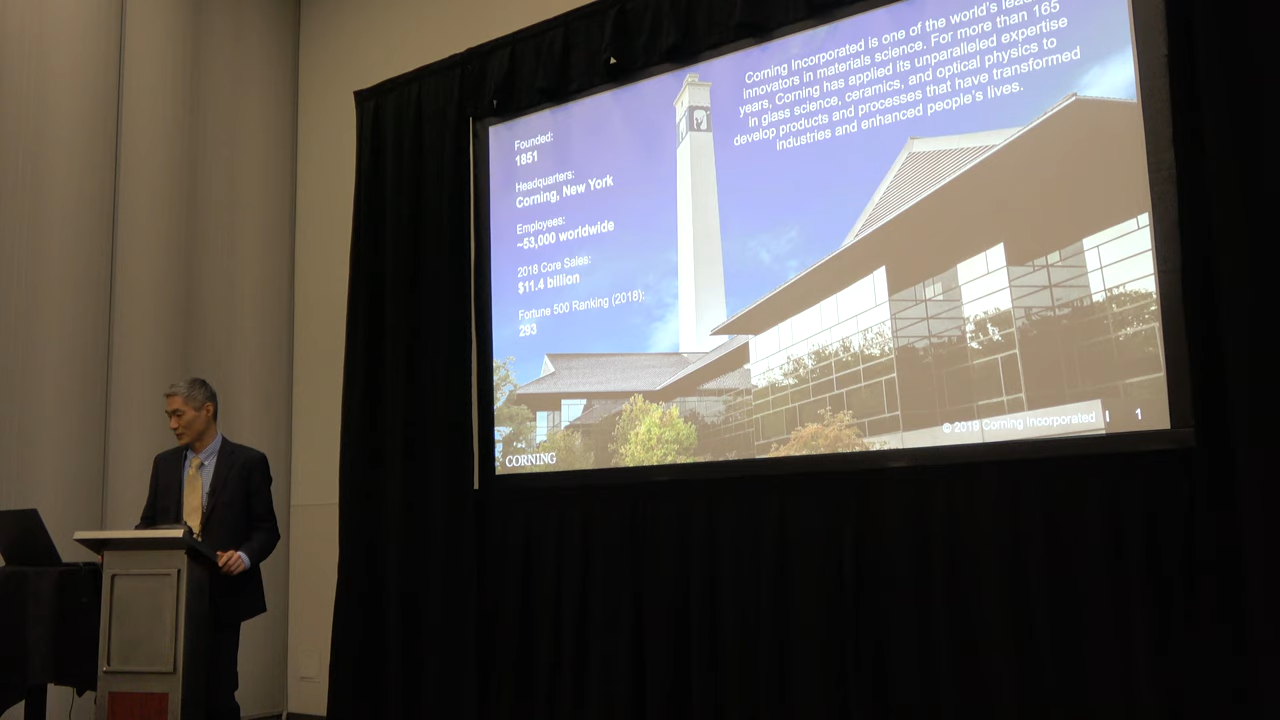 Corning Incorporated is one of the world's
innovators in materials science. For more than 165
years, Corning has applied its unparalleled expertise
in glass science, ceramics, and optical physics to
develop products and processes that have transformed
industries and enhanced people's lives.
Founded:
1851
Headquarters:
Corning, New York
Employees:
~53,000 worldwide
2018 Core Sales:
$11.4 billion
Fortune 500 Ranking (2018):
293
CORNING
© 2019 Corning Incorporated | 1